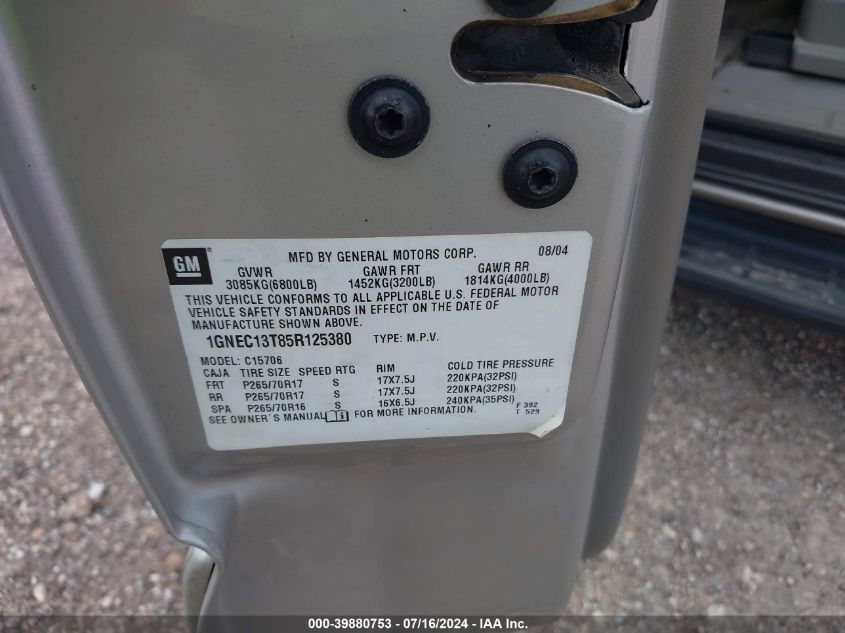 GM
MFD BY GENERAL MOTORS CORP. 08/04
GVWR GAWR FRT GAWR RR
3085KG(6800LB) 1452KG(3200LB) 1814KG(4000LB)
THIS VEHICLE CONFORMS TO ALL APPLICABLE U.S. FEDERAL MOTOR
VEHICLE SAFETY STANDARDS IN EFFECT ON THE DATE OF
MANUFACTURE SHOWN ABOVE.
1GNEC13T85R125380 TYPE: M.P.V.
MODEL: C15706
CAJA TIRE SIZE SPEED RTG RIM COLD TIRE PRESSURE
FRT P265/70R17 S 17X7.5J 220KPA(32PSI)
RR P265/70R17 S 17X7.5J 220KPA(32PSI)
SPA P265/70R16 S 16X6.5J 240KPA(35PSI)
SEE OWNER'S MANUAL FOR MORE INFORMATION.
F 392
T 529
000-39880753 - 07/16/2024 - IAA Inc.